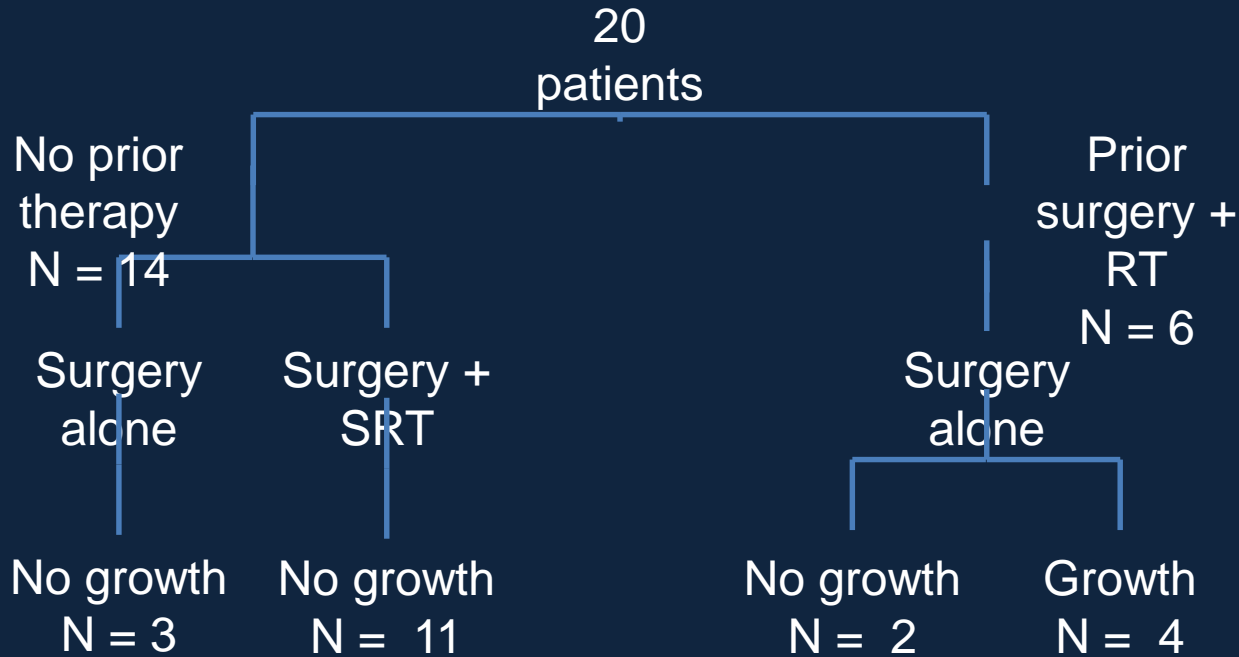 20
patients
No prior
therapy
N = 14
Prior
surgery +
RT
N = 6
Surgery
alone
Surgery +
SRT
Surgery
alone
No growth
N = 3
No growth
N = 11
No growth
N = 2
Growth
N = 4